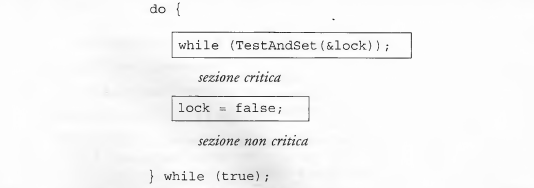 do {
while (TestAndSet(&lock));
sezione critica
lock = false;
sezione non critica
} while (true);